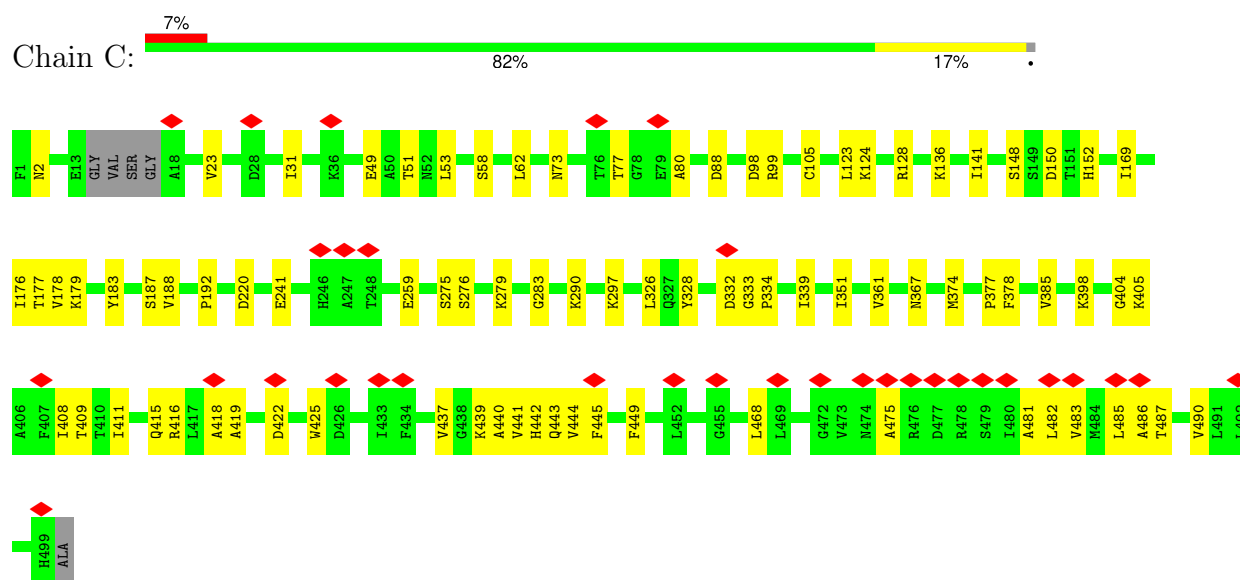 7%
Chain C:
82% 17% •
F1 N2 E13 GLY VAL SER GLY A18 V23 D28 I31 K36 E49 A50 T51 N52 L53 S58 L62 N73 T76 T77 G78 E79 A80 D88 D98 R99 C105 L123 K124 R128 K136 I141 S148 S149 D150 T151 H152 I169
I176 T177 V178 K179 Y183 S187 V188 P192 D220 E241 H246 A247 T248 E259 S275 S276 K279 G283 K290 K297 L326 Q327 Y328 D332 G333 P334 I339 I351 V361 N367 M374 P377 F378 V385 K398 G404 K405
A406 F407 I408 T409 T410 I411 Q415 R416 L417 A418 A419 D422 W425 D426 I433 F434 V437 G438 K439 A440 V441 H442 Q443 V444 F445 F449 L452 G455 L468 L469 G472 V473 N474 A475 R476 D477 R478 S479 I480 A481 L482 V483 M484 L485 A486 T487 V490 L491
H499 ALA